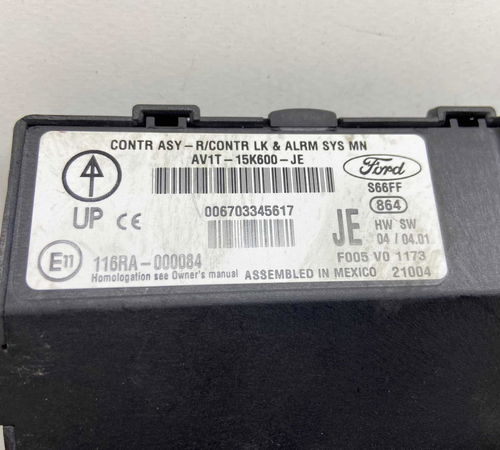 CONTR ASY – R/CONTR LK & ALRM SYS MN
AV1T – 15K600 – JE
Ford
S66FF
864
006703345617
UP CE
JE
HW SW
04 / 04.01
E11
116RA – 000084
F005 V0 1173
Homologation see Owner's manual
ASSEMBLED IN MEXICO
21004